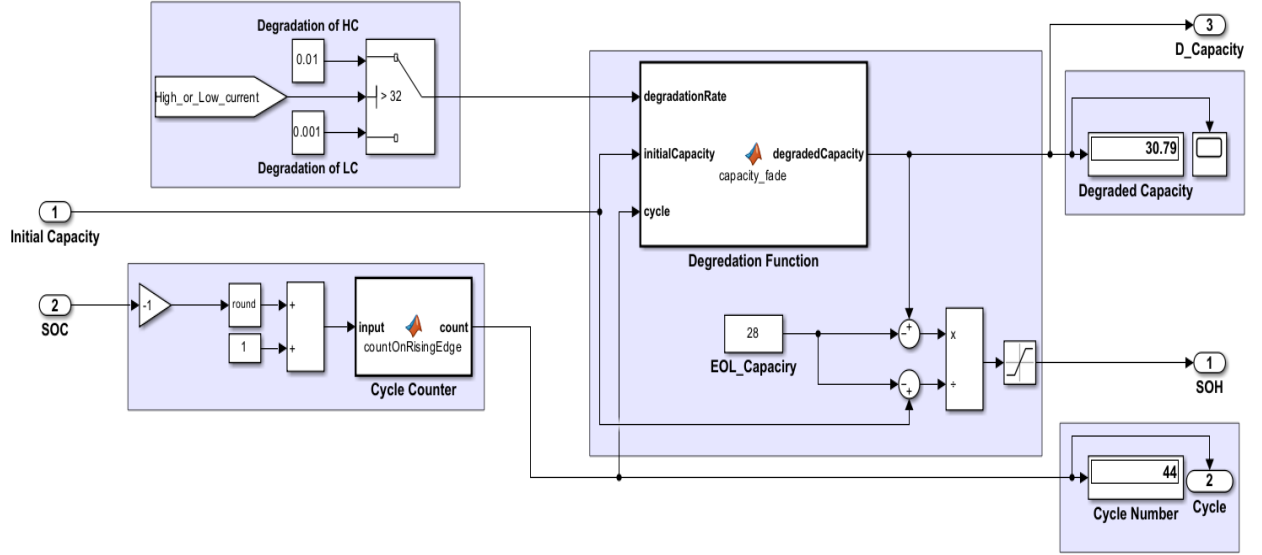 Degradation of HC
0.01
High_or_Low_current
> 32
0.001
Degradation of LC
1
Initial Capacity
2
SOC
-1
round
1
+
+
input
count
countOnRisingEdge
Cycle Counter
degradationRate
initialCapacity
degradedCapacity
capacity_fade
cycle
Degredation Function
28
EOL_Capaciry
+
−
−
+
x
÷
3
D_Capacity
30.79
Degraded Capacity
1
SOH
44
2
Cycle Number
Cycle